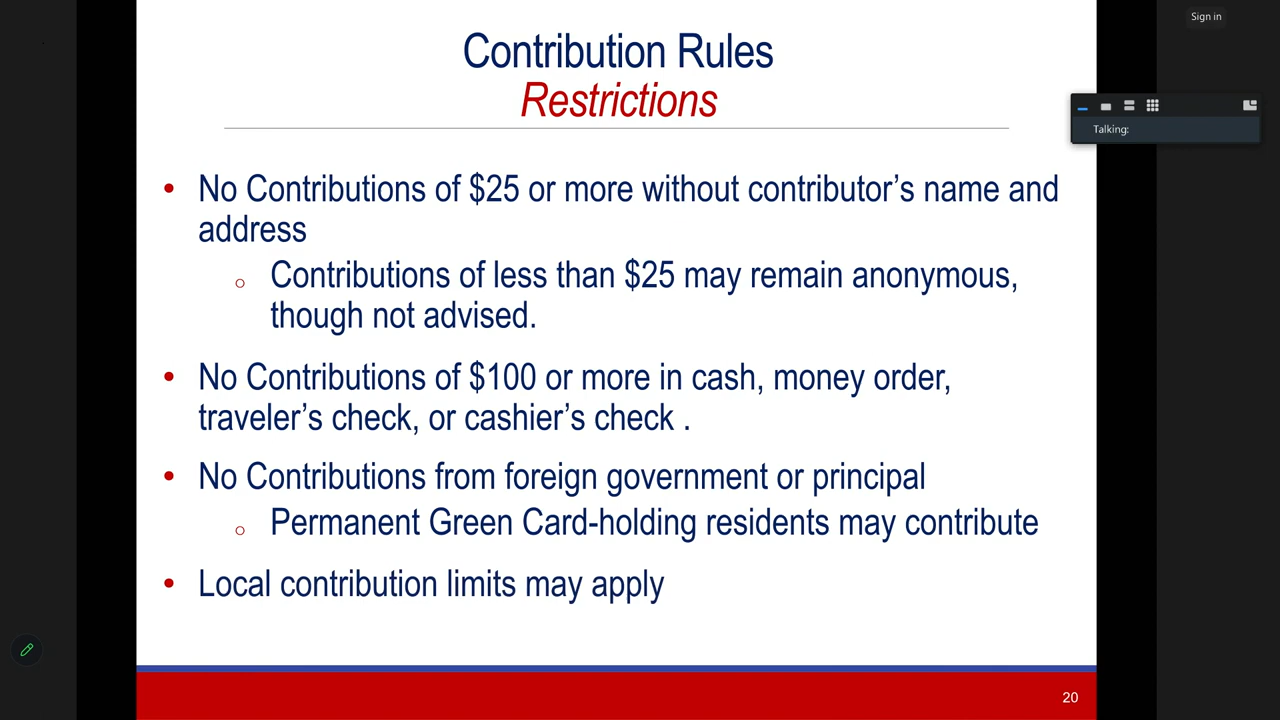 Sign in
Contribution Rules
Restrictions
Talking:
• No Contributions of $25 or more without contributor’s name and
address
o Contributions of less than $25 may remain anonymous,
though not advised.
• No Contributions of $100 or more in cash, money order,
traveler’s check, or cashier’s check .
• No Contributions from foreign government or principal
o Permanent Green Card-holding residents may contribute
• Local contribution limits may apply
20